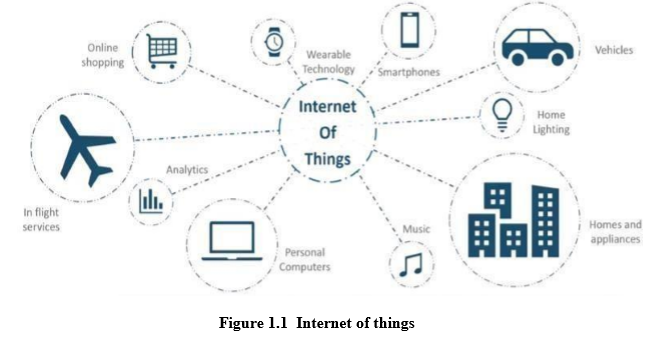 Online
shopping
Wearable
Technology
Smartphones
Vehicles
Internet
Of
Things
Home
Lighting
Analytics
In flight
services
Personal
Computers
Music
Homes and
appliances
Figure 1.1 Internet of things